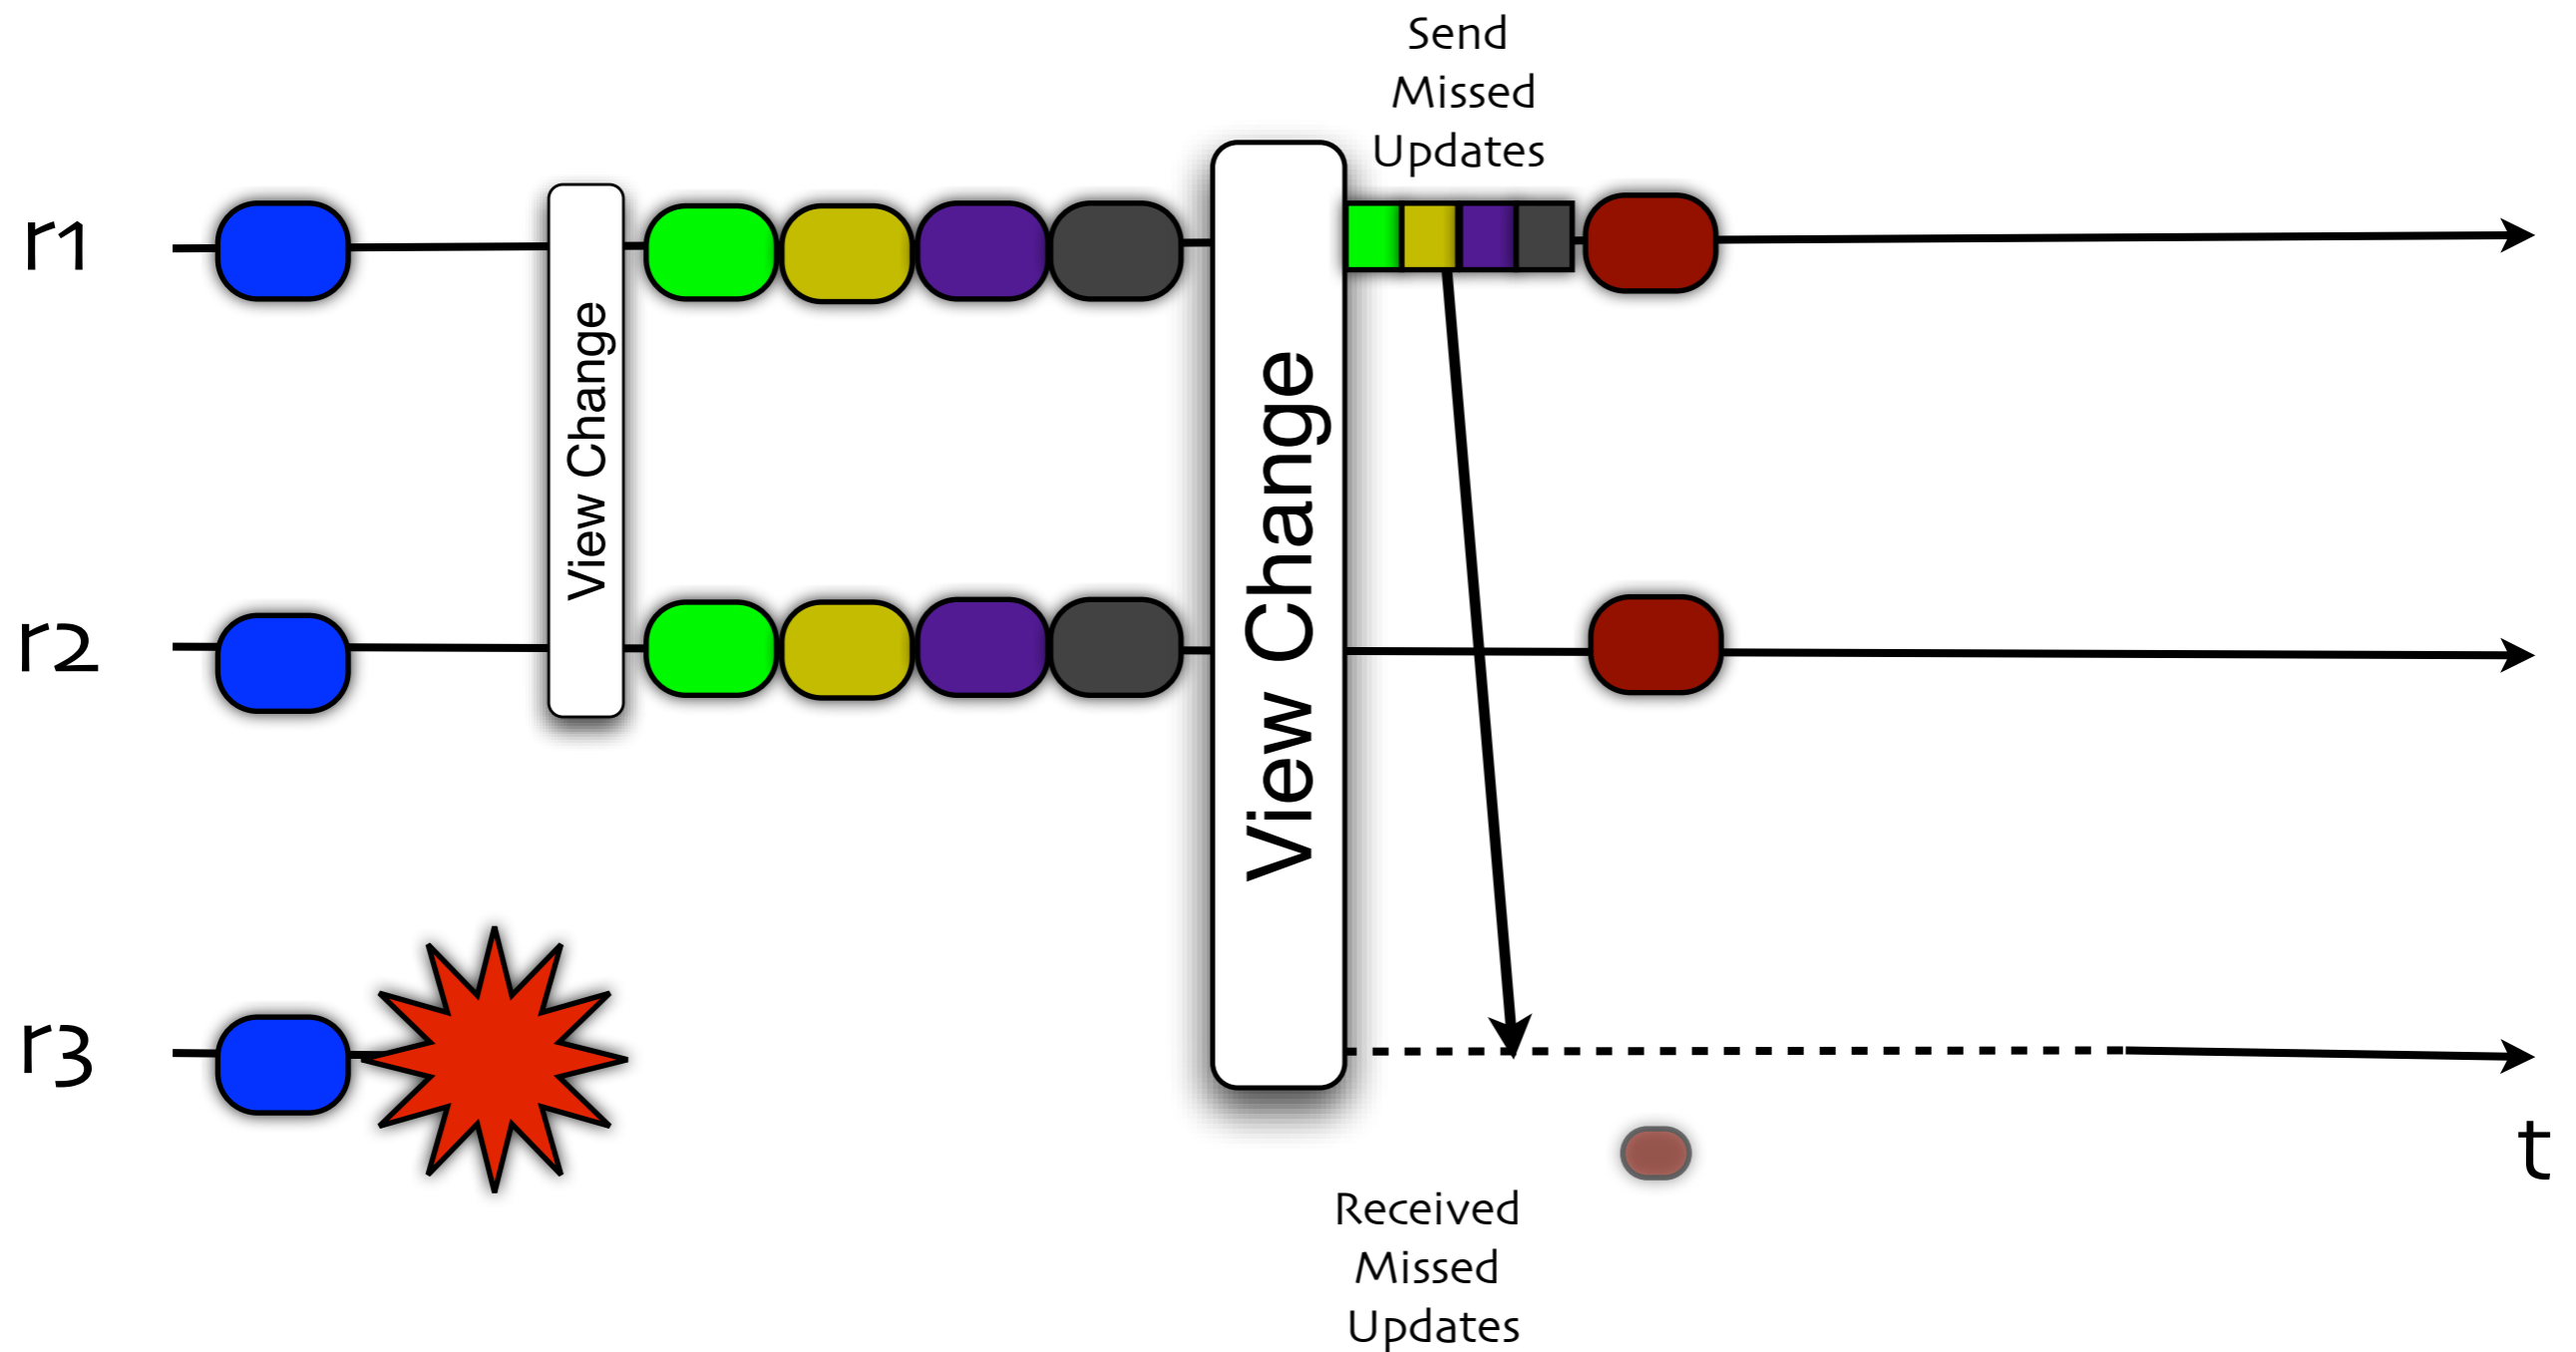 Send
Missed
Updates
r1
View Change
View Change
r2
r3
t
Received
Missed
Updates